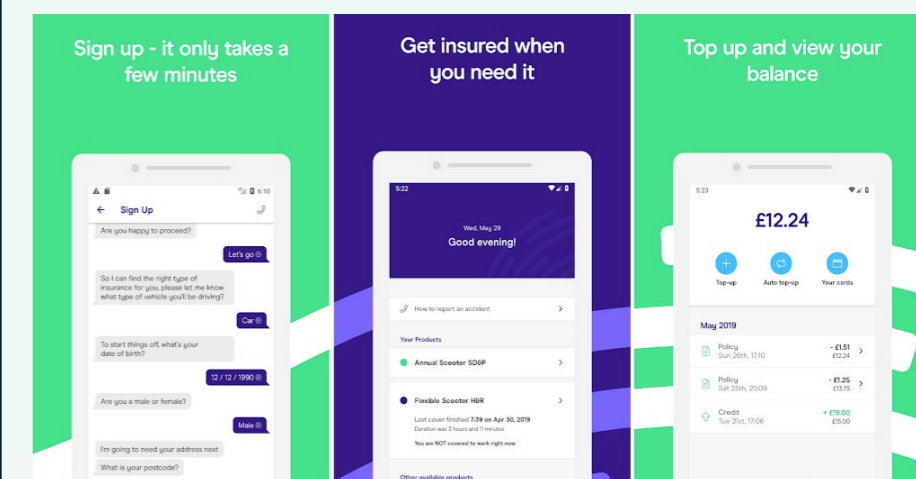 Sign up - it only takes a
few minutes
6:10
Sign Up
Are you happy to proceed?
Let's go
So I can find the right type of
insurance for you, please let me know
what type of vehicle you'll be driving?
Car
To start things off, what's your
date of birth?
12 / 12 / 1990
Are you a male or female?
Male
I'm going to need your address next
What is your postcode?
Get insured when
you need it
5:22
Wed, May 29
Good evening!
How to report an accident
Your Products
Annual Scooter SD&P
Flexible Scooter H&R
Last cover finished 7:39 on Apr 30, 2019
Duration was 3 hours and 11 minutes
You are NOT covered to work right now.
Other available products
Top up and view your
balance
5:23
£12.24
Top-up Auto top-up Your cards
May 2019
Policy - £1.51
Sun 26th, 17:10 £12.24
Policy - £1.25
Sat 25th, 20:09 £13.75
Credit + £15.00
Tue 21st, 17:06 £15.00